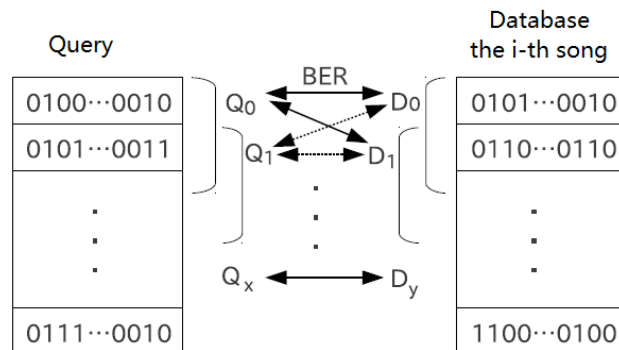 Query
Database
the i-th song
BER
0100···0010
Q0
D0
0101···0010
0101···0011
Q1
D1
0110···0110
Qx
Dy
0111···0010
1100···0100